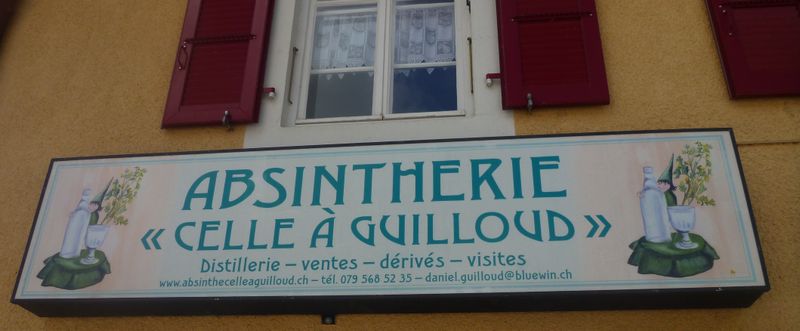 ABSINTHERIE
« CELLE À GUILLOUD »
Distillerie – ventes – dérivés – visites
www.absinthecelleaguilloud.ch – tél. 079 568 52 35 – daniel.guilloud@bluewin.ch